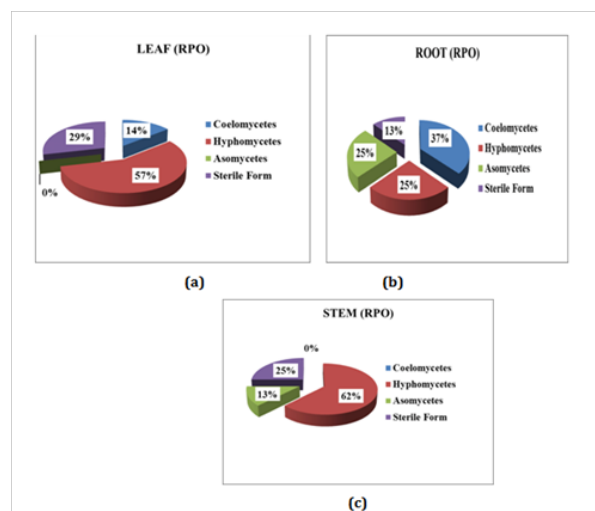 LEAF (RPO)
29%
14%
57%
0%
Coelomycetes
Hyphomycetes
Asomycetes
Sterile Form
(a)
ROOT (RPO)
13%
37%
25%
25%
Coelomycetes
Hyphomycetes
Asomycetes
Sterile Form
(b)
STEM (RPO)
0%
25%
13%
62%
Coelomycetes
Hyphomycetes
Asomycetes
Sterile Form
(c)